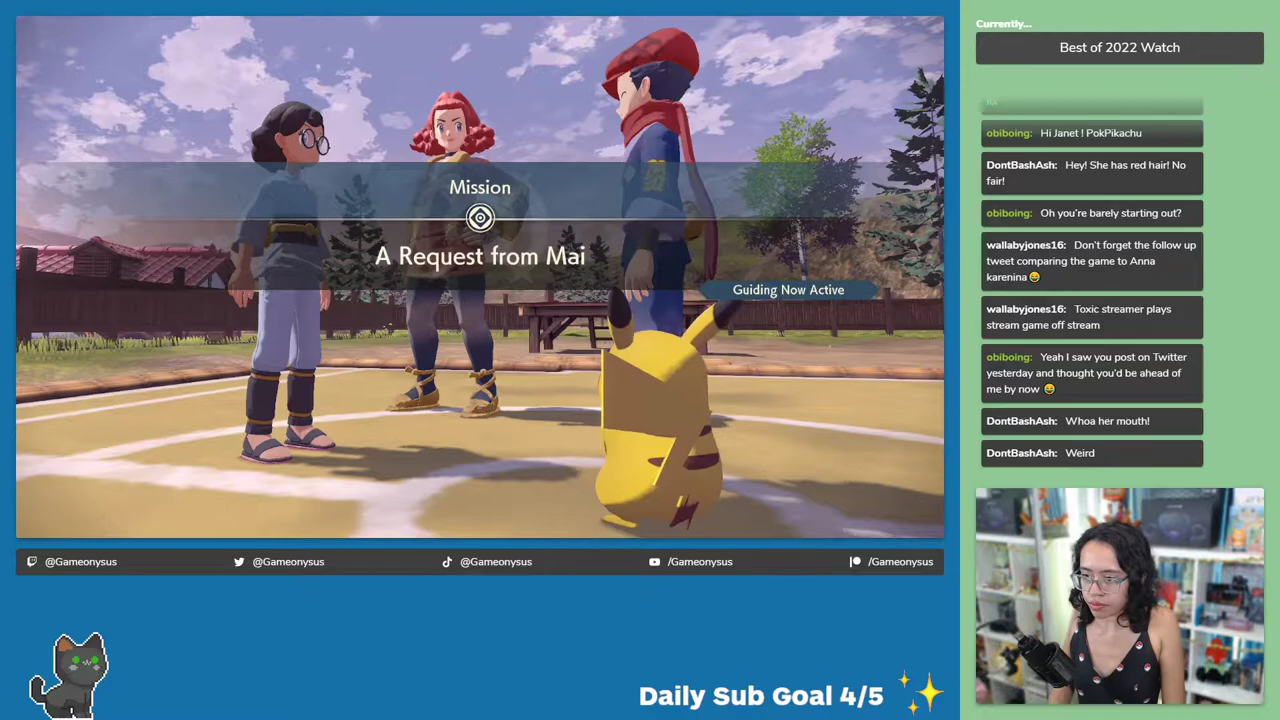 Currently...
Best of 2022 Watch
obiboing: Hi Janet ! PokPikachu
DontBashAsh: Hey! She has red hair! No
fair!
obiboing: Oh you're barely starting out?
wallabyjones16: Don't forget the follow up
tweet comparing the game to Anna
karenina
wallabyjones16: Toxic streamer plays
stream game off stream
obiboing: Yeah I saw you post on Twitter
yesterday and thought you'd be ahead of
me by now
DontBashAsh: Whoa her mouth!
DontBashAsh: Weird
Mission
A Request from Mai
Guiding Now Active
@Gameonysus
@Gameonysus
@Gameonysus
/Gameonysus
/Gameonysus
Daily Sub Goal 4/5